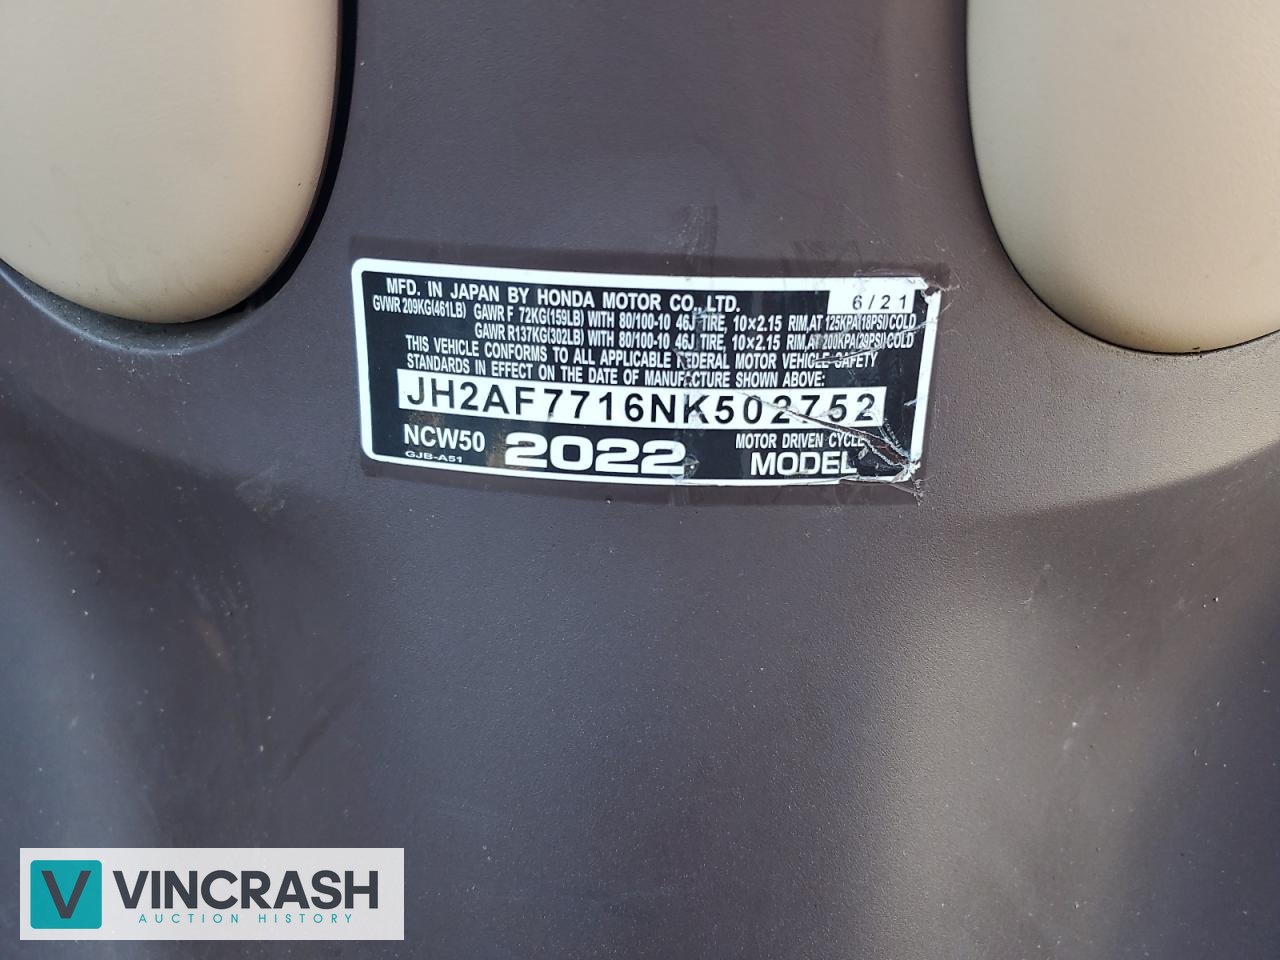 MFD. IN JAPAN BY HONDA MOTOR CO., LTD. 6/21
GVWR 209KG(461LB) GAWR F 72KG(159LB) WITH 80/100-10 46J TIRE, 10×2.15 RIM, AT 125KPA(18PSI) COLD
GAWR R137KG(302LB) WITH 80/100-10 46J TIRE, 10×2.15 RIM, AT 200KPA(29PSI) COLD
THIS VEHICLE CONFORMS TO ALL APPLICABLE FEDERAL MOTOR VEHICLE SAFETY
STANDARDS IN EFFECT ON THE DATE OF MANUFACTURE SHOWN ABOVE:
JH2AF7716NK502752
NCW50 2022 MOTOR DRIVEN CYCLE
GJB-A51 MODEL
V VINCRASH
AUCTION HISTORY